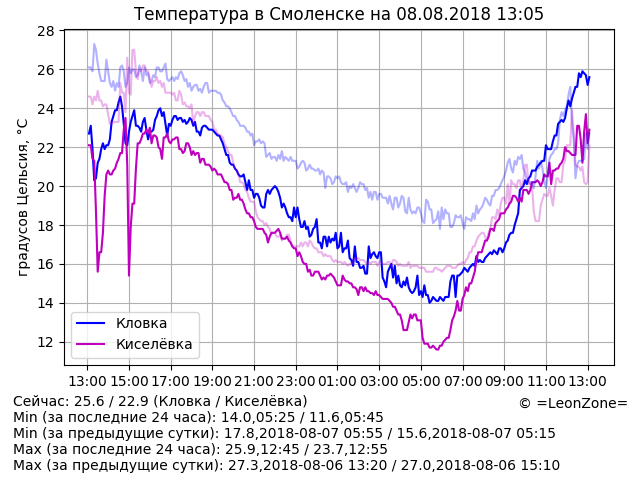 Температура в Смоленске на 08.08.2018 13:05
градусов Цельсия, °C
28
26
24
22
20
18
16
14
12
Кловка
Киселёвка
13:00 15:00 17:00 19:00 21:00 23:00 01:00 03:00 05:00 07:00 09:00 11:00 13:00
Сейчас: 25.6 / 22.9 (Кловка / Киселёвка)
© =LeonZone=
Min (за последние 24 часа): 14.0,05:25 / 11.6,05:45
Min (за предыдущие сутки): 17.8,2018-08-07 05:55 / 15.6,2018-08-07 05:15
Max (за последние 24 часа): 25.9,12:45 / 23.7,12:55
Max (за предыдущие сутки): 27.3,2018-08-06 13:20 / 27.0,2018-08-06 15:10